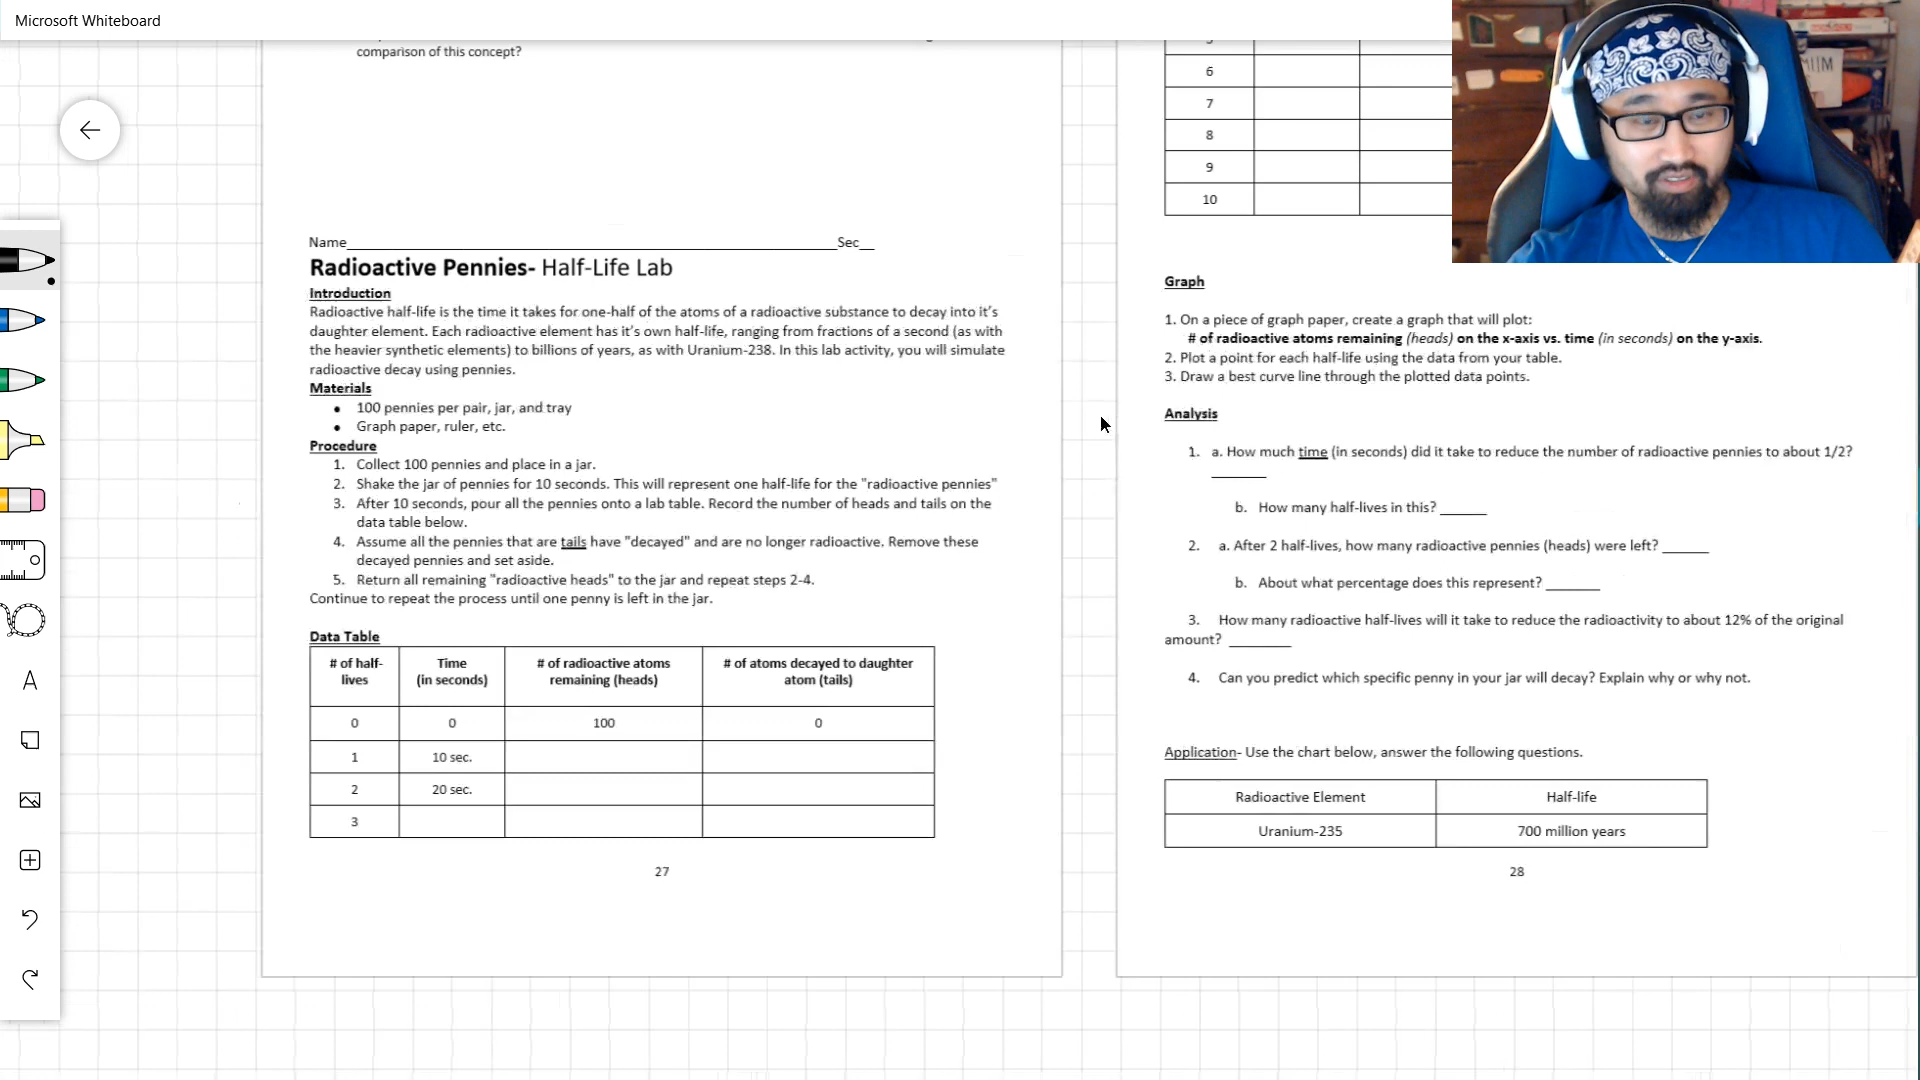 Microsoft Whiteboard
comparison of this concept?
Name Sec
Radioactive Pennies- Half-Life Lab
Introduction
Radioactive half-life is the time it takes for one-half of the atoms of a radioactive substance to decay into it's
daughter element. Each radioactive element has it's own half-life, ranging from fractions of a second (as with
the heavier synthetic elements) to billions of years, as with Uranium-238. In this lab activity, you will simulate
radioactive decay using pennies.
Materials
• 100 pennies per pair, jar, and tray
• Graph paper, ruler, etc.
Procedure
1. Collect 100 pennies and place in a jar.
2. Shake the jar of pennies for 10 seconds. This will represent one half-life for the "radioactive pennies"
3. After 10 seconds, pour all the pennies onto a lab table. Record the number of heads and tails on the
data table below.
4. Assume all the pennies that are tails have "decayed" and are no longer radioactive. Remove these
decayed pennies and set aside.
5. Return all remaining "radioactive heads" to the jar and repeat steps 2-4.
Continue to repeat the process until one penny is left in the jar.
Data Table
# of half-lives Time (in seconds) # of radioactive atoms remaining (heads) # of atoms decayed to daughter atom (tails)
0 0 100 0
1 10 sec.
2 20 sec.
3
27
6
7
8
9
10
Graph
1. On a piece of graph paper, create a graph that will plot:
# of radioactive atoms remaining (heads) on the x-axis vs. time (in seconds) on the y-axis.
2. Plot a point for each half-life using the data from your table.
3. Draw a best curve line through the plotted data points.
Analysis
1. a. How much time (in seconds) did it take to reduce the number of radioactive pennies to about 1/2?
b. How many half-lives in this?
2. a. After 2 half-lives, how many radioactive pennies (heads) were left?
b. About what percentage does this represent?
3. How many radioactive half-lives will it take to reduce the radioactivity to about 12% of the original
amount?
4. Can you predict which specific penny in your jar will decay? Explain why or why not.
Application- Use the chart below, answer the following questions.
Radioactive Element Half-life
Uranium-235 700 million years
28